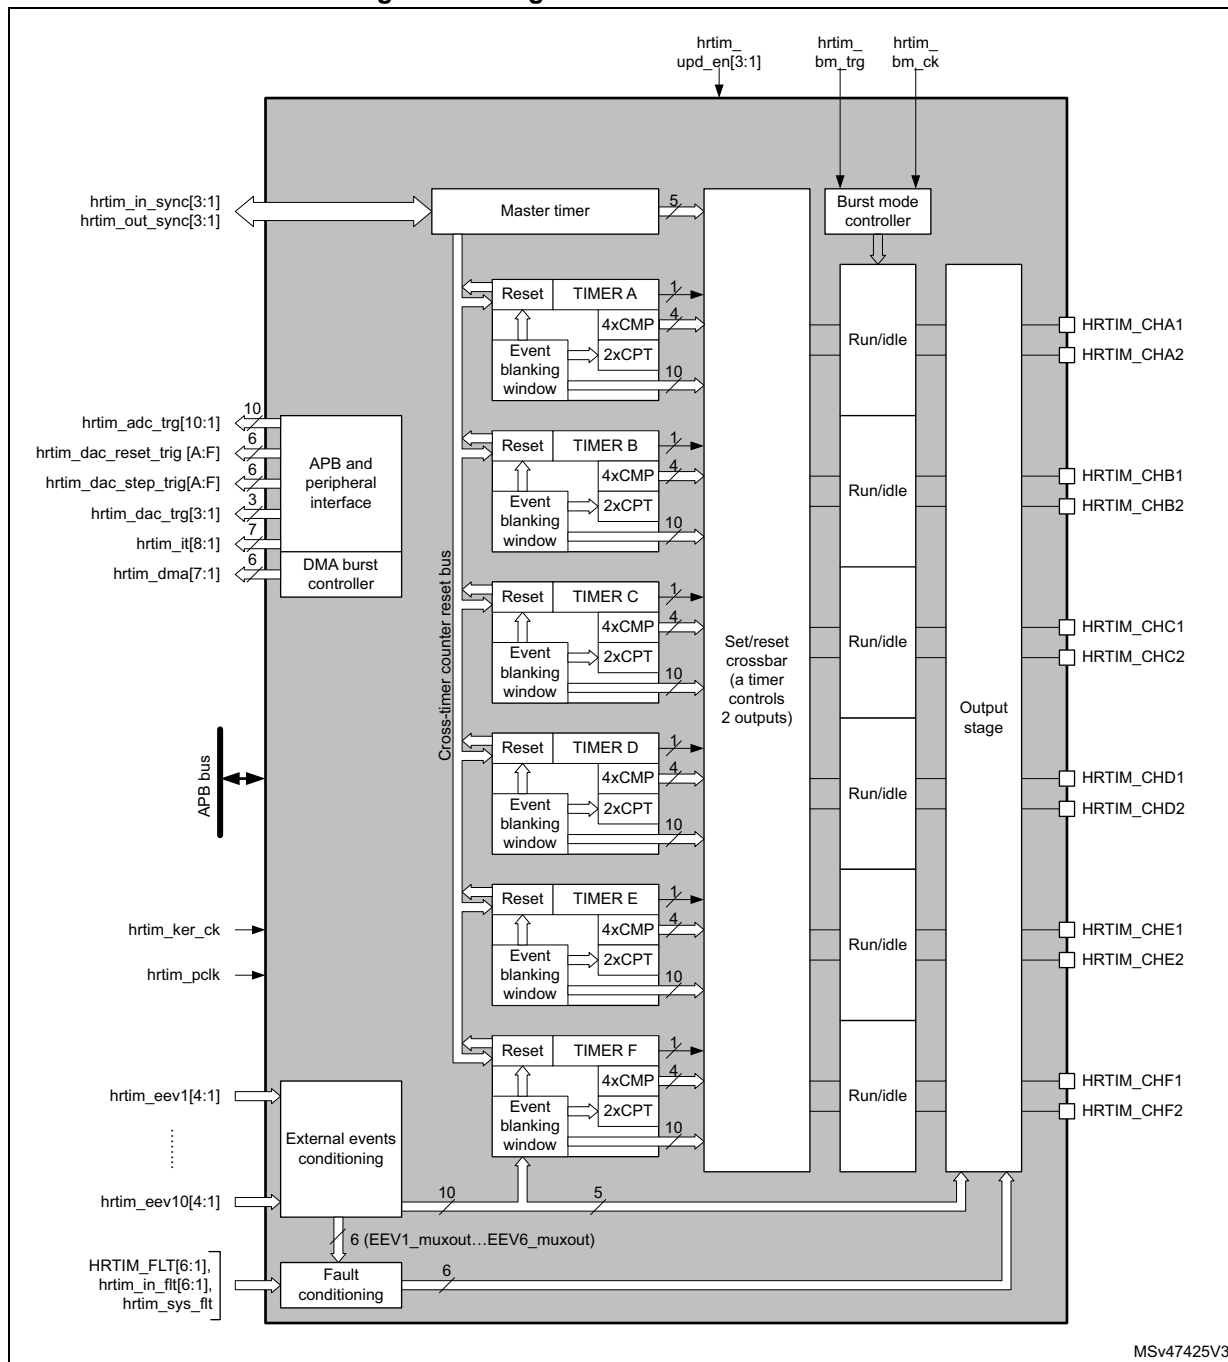 hrtim_
upd_en[3:1]
hrtim_
bm_trg
hrtim_
bm_ck
hrtim_in_sync[3:1]
hrtim_out_sync[3:1]
Master timer
5
Burst mode
controller
Reset
TIMER A
1
4xCMP
4
Event
blanking
window
2xCPT
10
Run/idle
HRTIM_CHA1
HRTIM_CHA2
Reset
TIMER B
1
4xCMP
4
Event
blanking
window
2xCPT
10
Run/idle
HRTIM_CHB1
HRTIM_CHB2
hrtim_adc_trg[10:1]
10
hrtim_dac_reset_trig [A:F]
6
hrtim_dac_step_trig[A:F]
6
hrtim_dac_trg[3:1]
3
hrtim_it[8:1]
7
hrtim_dma[7:1]
6
APB and
peripheral
interface
DMA burst
controller
Cross-timer counter reset bus
Reset
TIMER C
1
4xCMP
4
Event
blanking
window
2xCPT
10
Set/reset
crossbar
(a timer
controls
2 outputs)
Run/idle
Output
stage
HRTIM_CHC1
HRTIM_CHC2
APB bus
Reset
TIMER D
1
4xCMP
4
Event
blanking
window
2xCPT
10
Run/idle
HRTIM_CHD1
HRTIM_CHD2
hrtim_ker_ck
hrtim_pclk
Reset
TIMER E
1
4xCMP
4
Event
blanking
window
2xCPT
10
Run/idle
HRTIM_CHE1
HRTIM_CHE2
Reset
TIMER F
1
4xCMP
4
Event
blanking
window
2xCPT
10
Run/idle
HRTIM_CHF1
HRTIM_CHF2
hrtim_eev1[4:1]
hrtim_eev10[4:1]
External events
conditioning
10
5
6 (EEV1_muxout…EEV6_muxout)
HRTIM_FLT[6:1],
hrtim_in_flt[6:1],
hrtim_sys_flt
Fault
conditioning
6
MSv47425V3